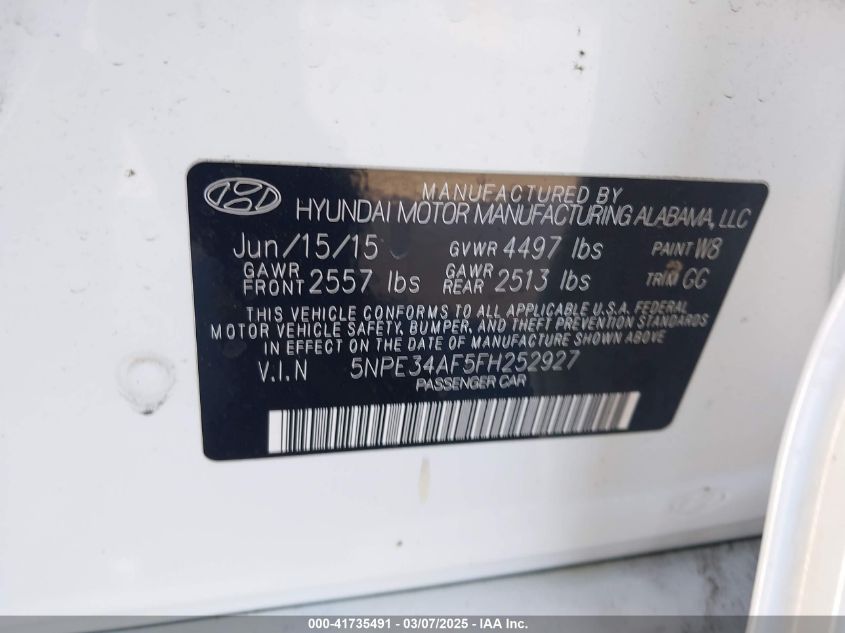 MANUFACTURED BY
HYUNDAI MOTOR MANUFACTURING ALABAMA, LLC
Jun/15/15 GVWR 4497 lbs PAINT W8
GAWR FRONT 2557 lbs GAWR REAR 2513 lbs TRIM GG
THIS VEHICLE CONFORMS TO ALL APPLICABLE U.S.A. FEDERAL
MOTOR VEHICLE SAFETY, BUMPER, AND THEFT PREVENTION STANDARDS
IN EFFECT ON THE DATE OF MANUFACTURE SHOWN ABOVE.
V.I.N 5NPE34AF5FH252927
PASSENGER CAR
000-41735491 - 03/07/2025 - IAA Inc.